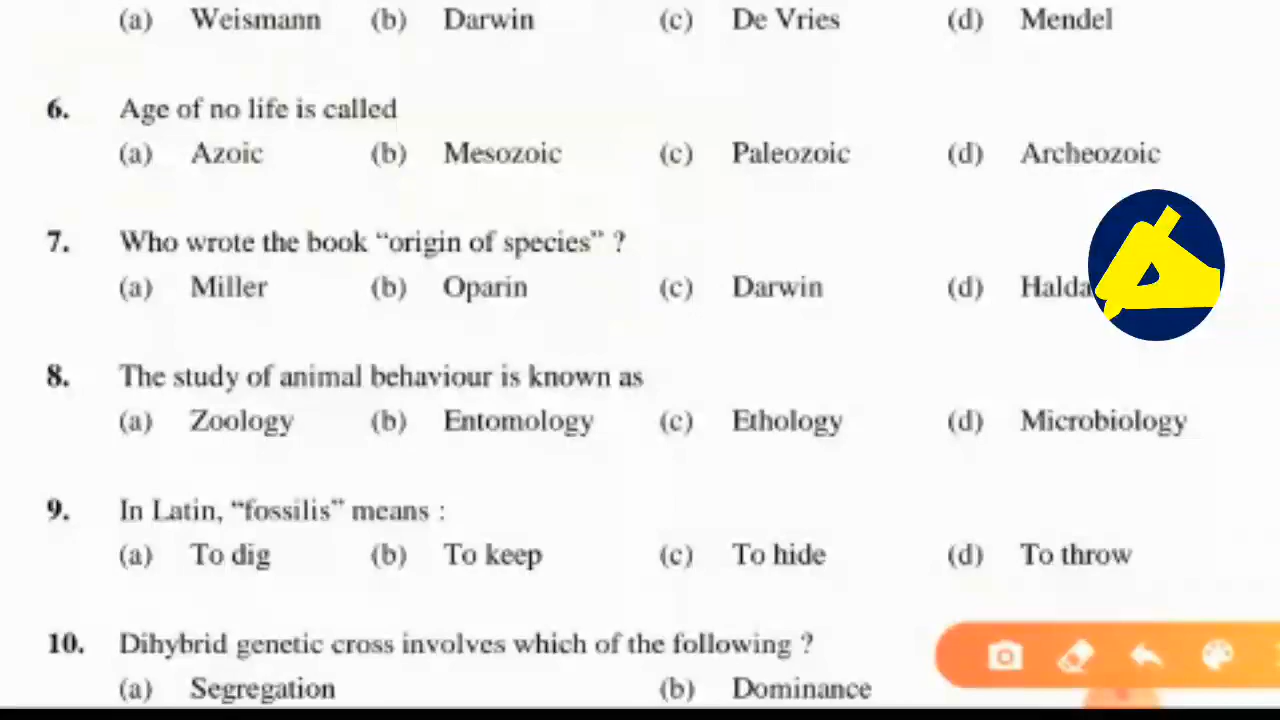 (a) Weismann (b) Darwin (c) De Vries (d) Mendel
6. Age of no life is called
(a) Azoic (b) Mesozoic (c) Paleozoic (d) Archeozoic
7. Who wrote the book “origin of species” ?
(a) Miller (b) Oparin (c) Darwin (d) Halda
8. The study of animal behaviour is known as
(a) Zoology (b) Entomology (c) Ethology (d) Microbiology
9. In Latin, “fossilis” means :
(a) To dig (b) To keep (c) To hide (d) To throw
10. Dihybrid genetic cross involves which of the following ?
(a) Segregation (b) Dominance